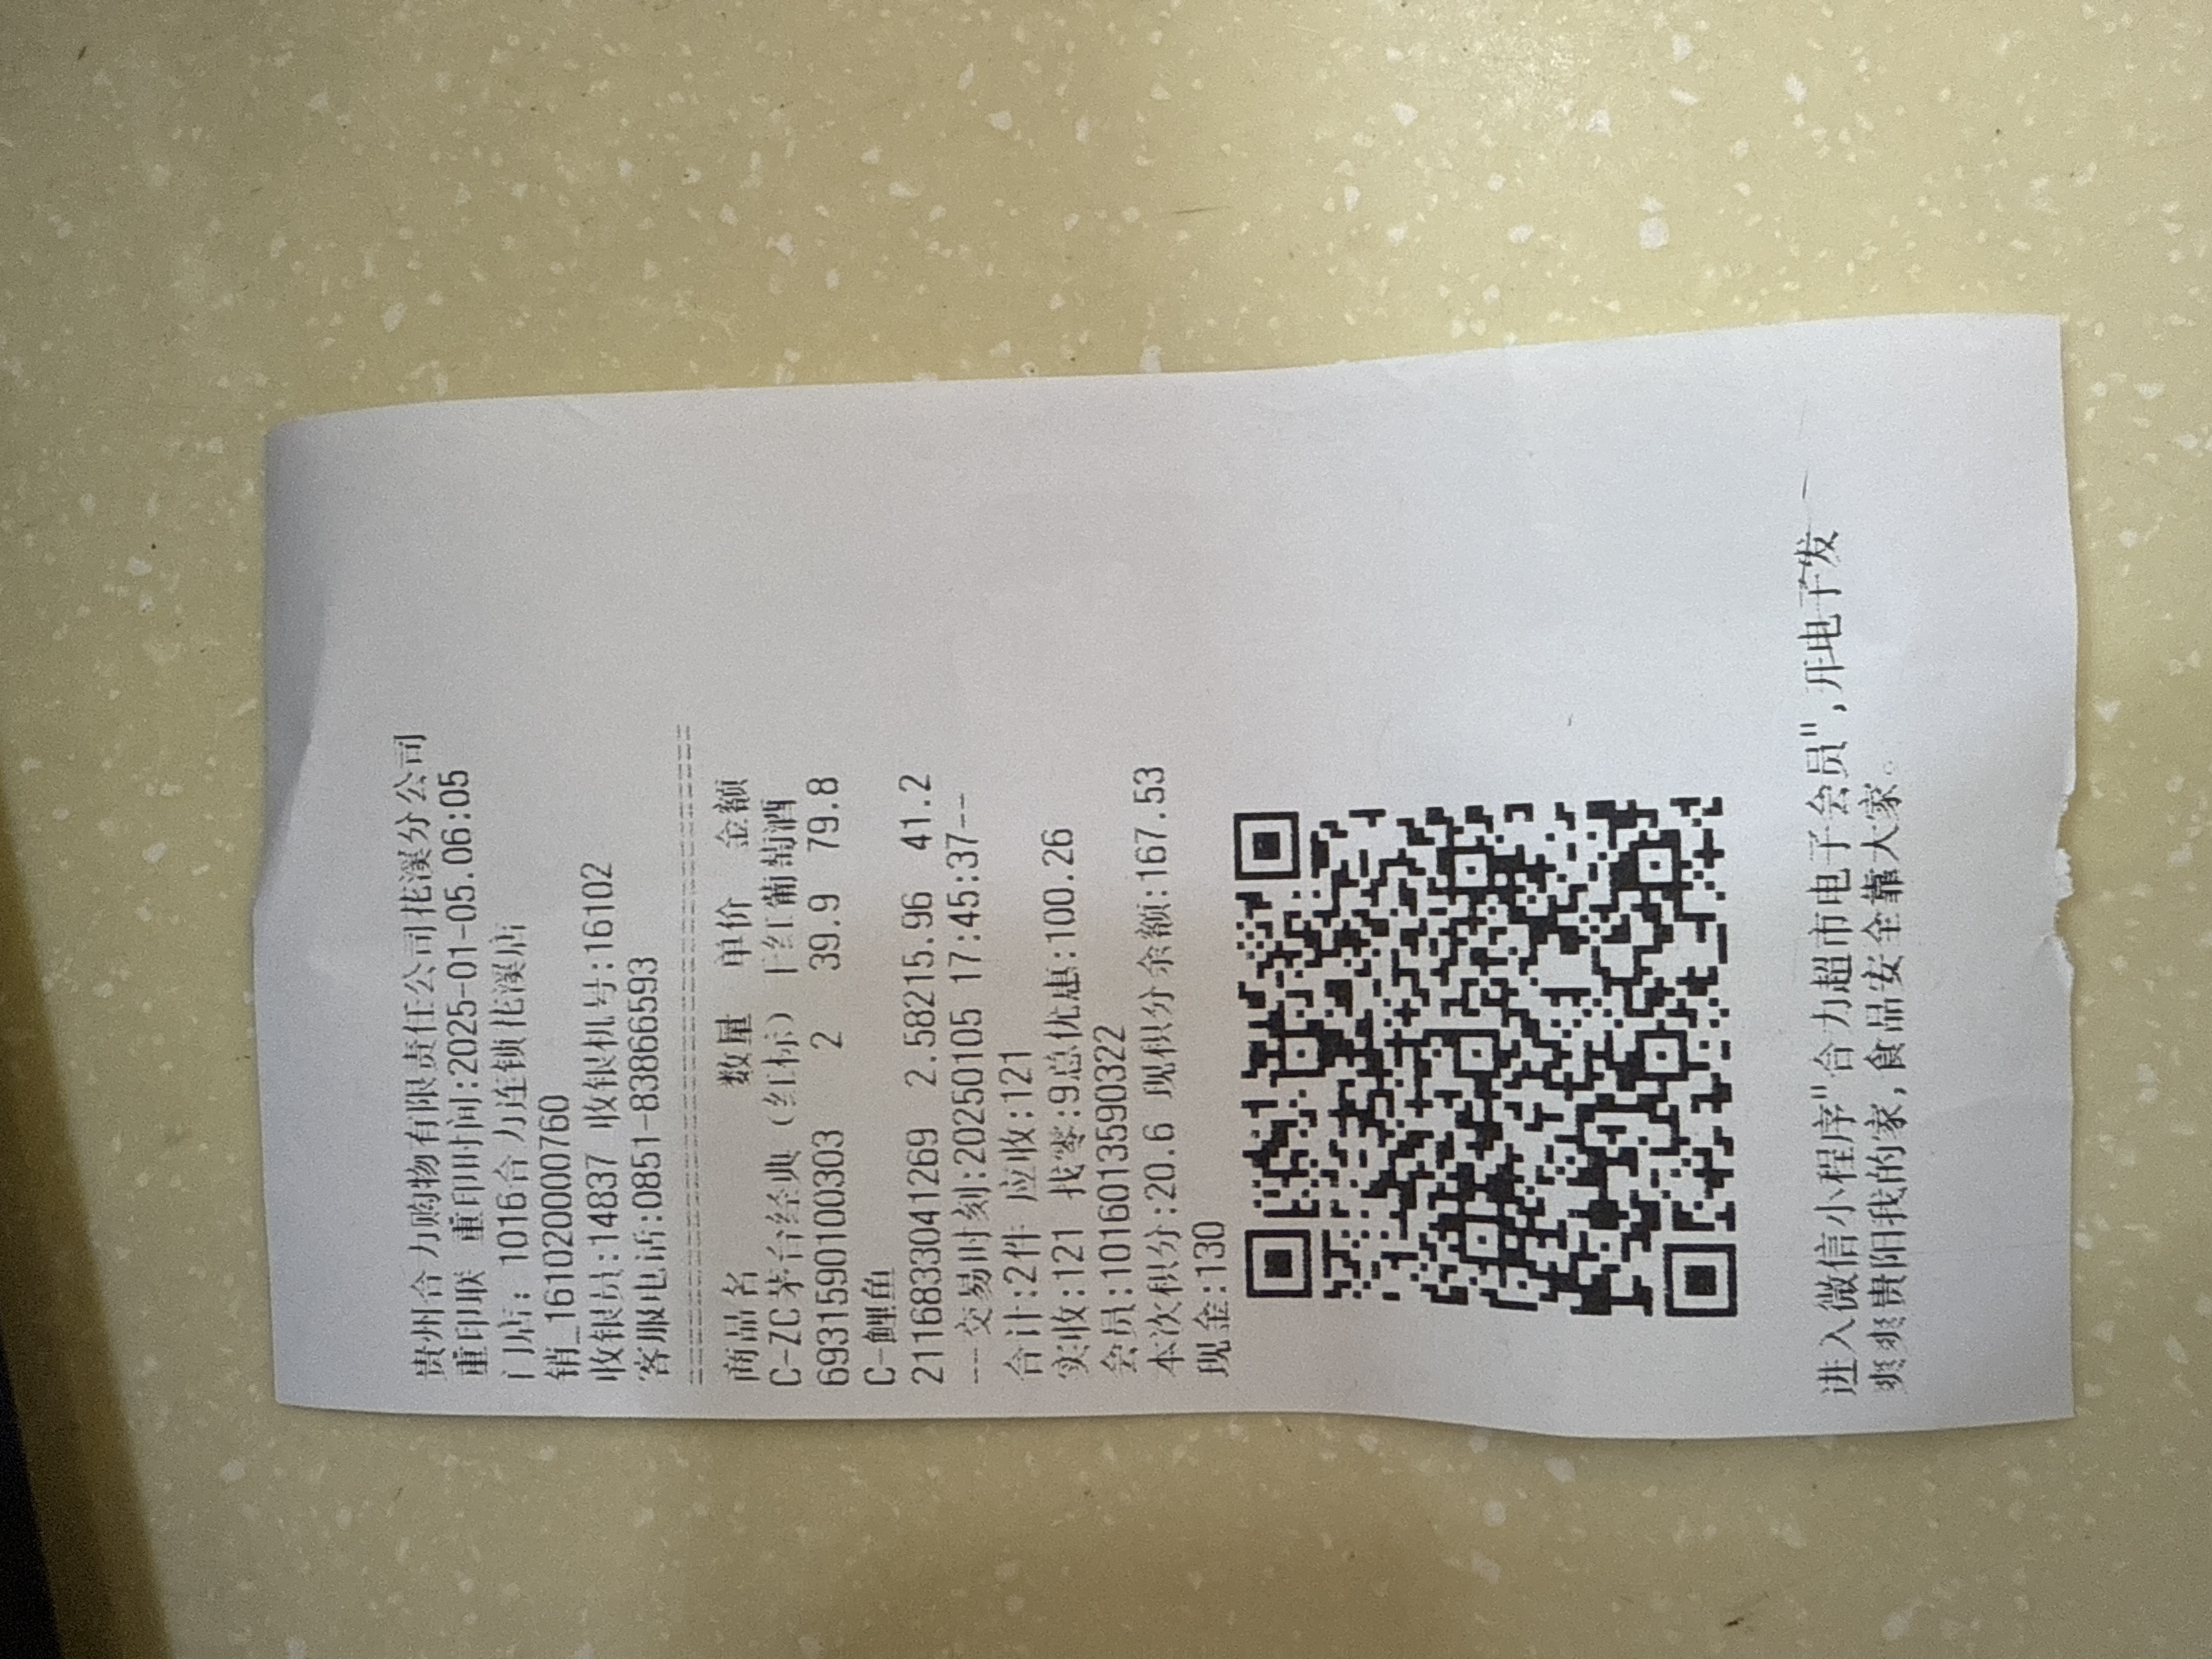 贵州合力购物有限责任公司花溪分公司
重印联 重印时间:2025-01-05.06:05
门店: 1016合力连锁花溪店
销_161020000760
收银员:14837 收银机号:16102
客服电话:0851-83866593
================================
商品名 数量 单价 金额
C-ZC茅台经典（红标）干红葡萄酒
6931590100303 2 39.9 79.8
C-鲤鱼
2116833041269 2.58215.96 41.2
---交易时刻:20250105 17:45:37--
合计:2件 应收:121
实收:121 找零:9总优惠:100.26
会员:1016013590322
本次积分:20.6 现积分余额:167.53
现金:130
进入微信小程序"合力超市电子会员",开电子发
爽爽贵阳我的家,食品安全靠大家。